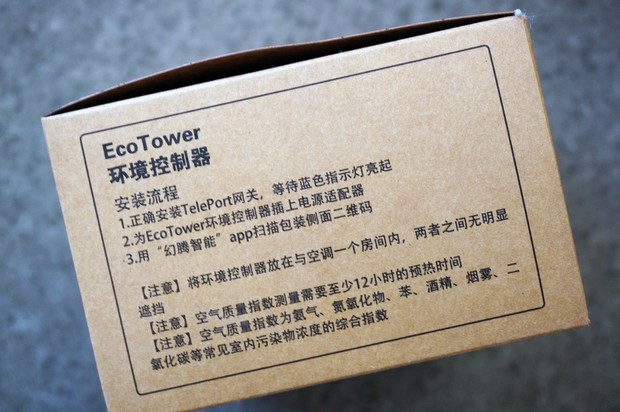 EcoTower
环境控制器
安装流程
1.正确安装TelePort网关，等待蓝色指示灯亮起
2.为EcoTower环境控制器插上电源适配器
3.用“幻腾智能”app扫描包装侧面二维码
【注意】将环境控制器放在与空调一个房间内，两者之间无明显
遮挡
【注意】空气质量指数测量需要至少12小时的预热时间
【注意】空气质量指数为氨气、氮氧化物、苯、酒精、烟雾、二
氧化碳等常见室内污染物浓度的综合指数